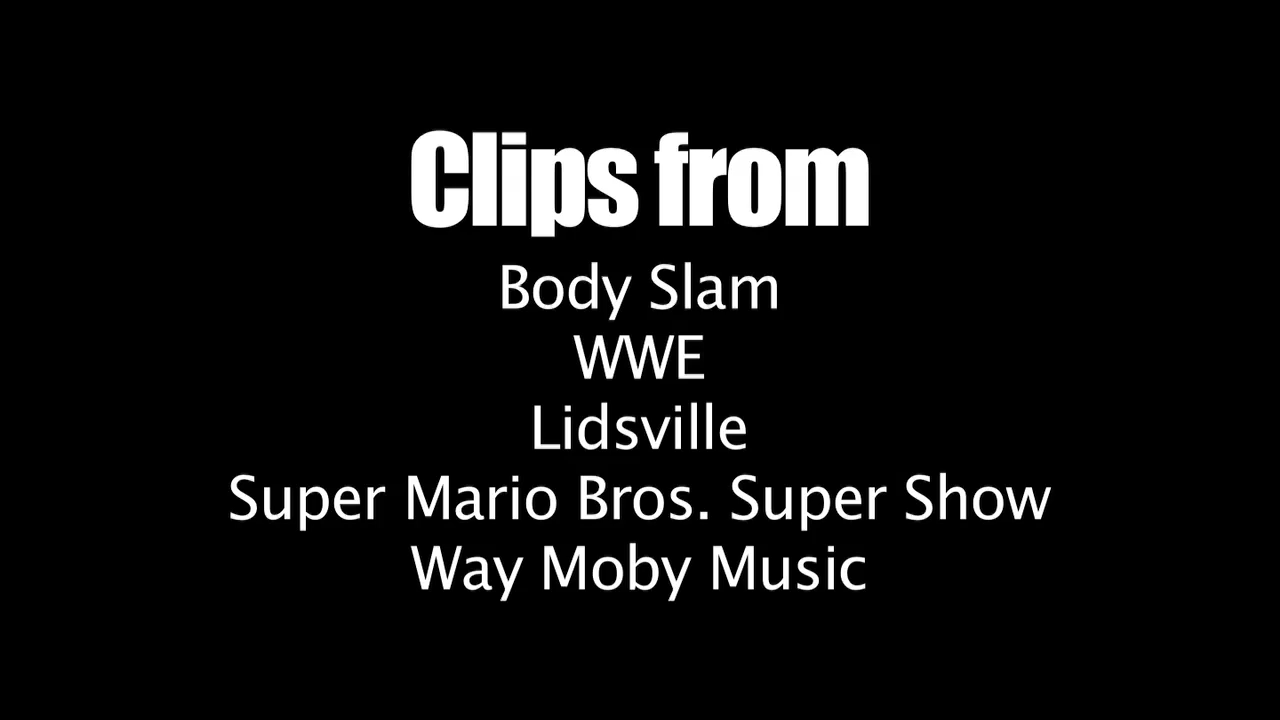 Clips from
Body Slam
WWE
Lidsville
Super Mario Bros. Super Show
Way Moby Music